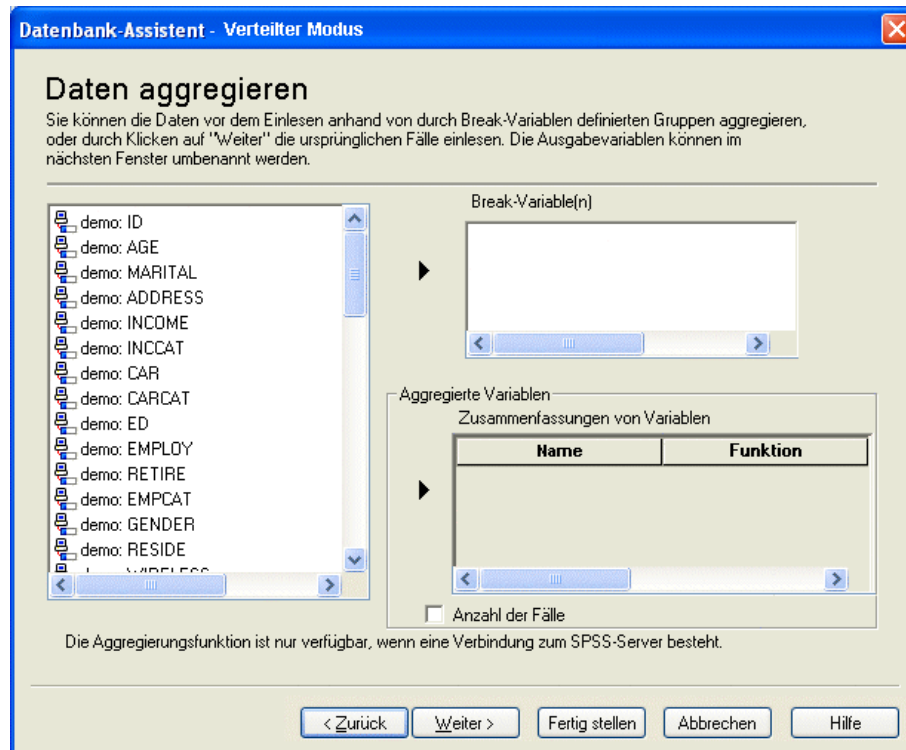 Datenbank-Assistent - Verteilter Modus
Daten aggregieren
Sie können die Daten vor dem Einlesen anhand von durch Break-Variablen definierten Gruppen aggregieren,
oder durch Klicken auf "Weiter" die ursprünglichen Fälle einlesen. Die Ausgabevariablen können im
nächsten Fenster umbenannt werden.
demo: ID
demo: AGE
demo: MARITAL
demo: ADDRESS
demo: INCOME
demo: INCCAT
demo: CAR
demo: CARCAT
demo: ED
demo: EMPLOY
demo: RETIRE
demo: EMPCAT
demo: GENDER
demo: RESIDE
Break-Variable(n)
Aggregierte Variablen
Zusammenfassungen von Variablen
Name Funktion
Anzahl der Fälle
Die Aggregierungsfunktion ist nur verfügbar, wenn eine Verbindung zum SPSS-Server besteht.
< Zurück Weiter > Fertig stellen Abbrechen Hilfe